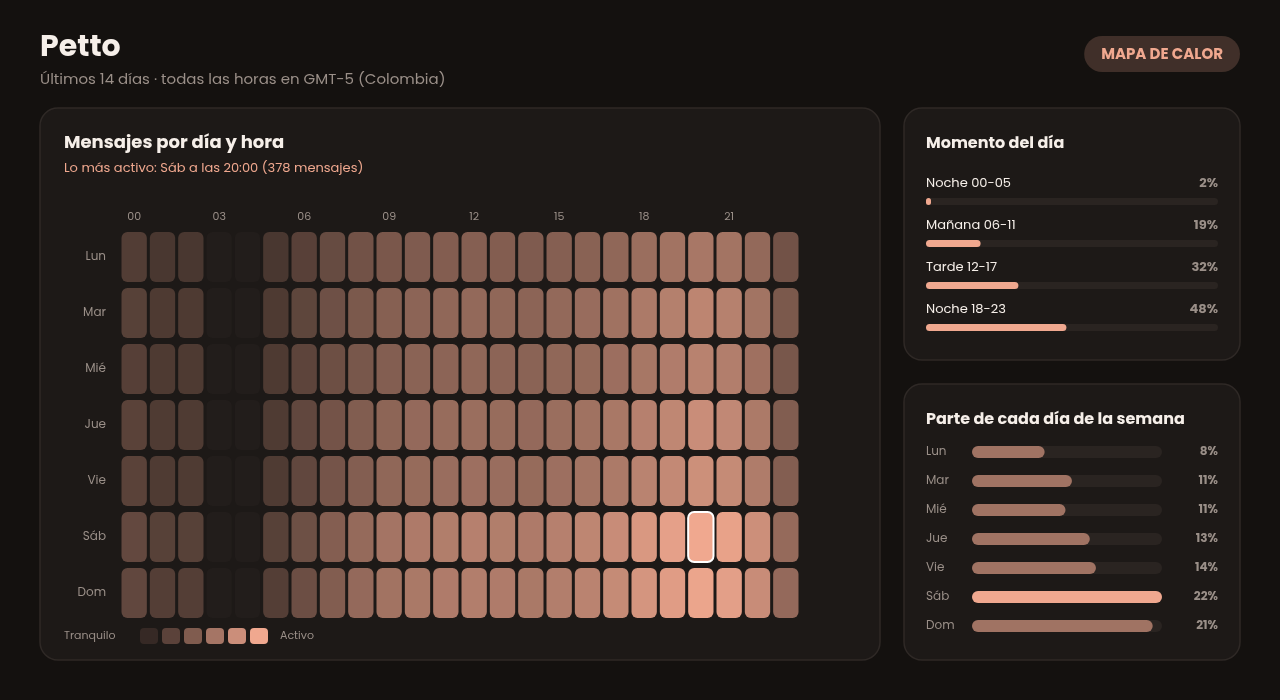 Petto
Últimos 14 días · todas las horas en GMT-5 (Colombia)
MAPA DE CALOR
Mensajes por día y hora
Lo más activo: Sáb a las 20:00 (378 mensajes)
00 03 06 09 12 15 18 21
Lun
Mar
Mié
Jue
Vie
Sáb
Dom
Tranquilo Activo
Momento del día
Noche 00-05 2%
Mañana 06-11 19%
Tarde 12-17 32%
Noche 18-23 48%
Parte de cada día de la semana
Lun 8%
Mar 11%
Mié 11%
Jue 13%
Vie 14%
Sáb 22%
Dom 21%